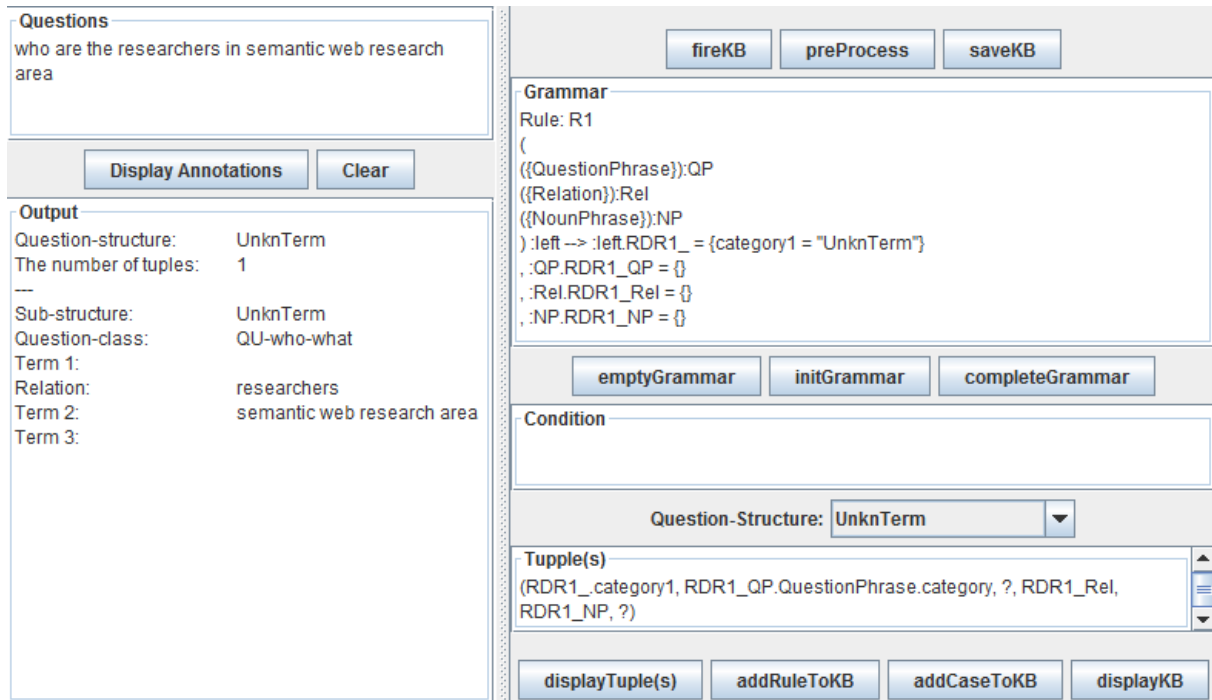 Questions
who are the researchers in semantic web research
area
Display Annotations Clear
Output
Question-structure: UnknTerm
The number of tuples: 1
---
Sub-structure: UnknTerm
Question-class: QU-who-what
Term 1:
Relation: researchers
Term 2: semantic web research area
Term 3:
fireKB preProcess saveKB
Grammar
Rule: R1
(
({QuestionPhrase}):QP
({Relation}):Rel
({NounPhrase}):NP
) :left --> :left.RDR1_ = {category1 = "UnknTerm"}
, :QP.RDR1_QP = {}
, :Rel.RDR1_Rel = {}
, :NP.RDR1_NP = {}
emptyGrammar initGrammar completeGrammar
Condition
Question-Structure: UnknTerm
Tupple(s)
(RDR1_.category1, RDR1_QP.QuestionPhrase.category, ?, RDR1_Rel,
RDR1_NP, ?)
displayTuple(s) addRuleToKB addCaseToKB displayKB